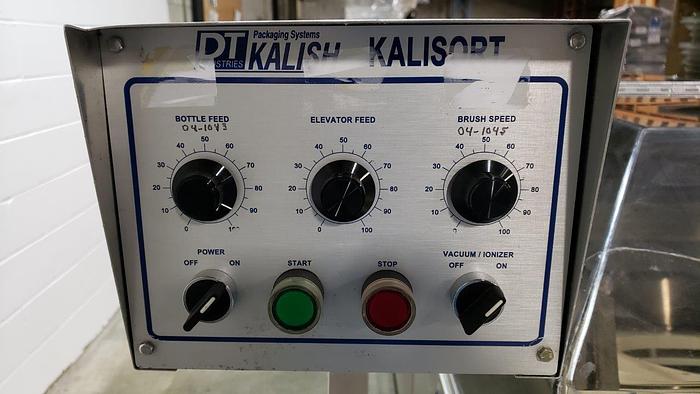 Packaging Systems
DT KALISH KALISORT
INDUSTRIES
BOTTLE FEED ELEVATOR FEED BRUSH SPEED
04-1043 04-1045
0 10 20 30 40 50 60 70 80 90 100
0 10 20 30 40 50 60 70 80 90 100
0 10 20 30 40 50 60 70 80 90 100
POWER START STOP VACUUM / IONIZER
OFF ON OFF ON